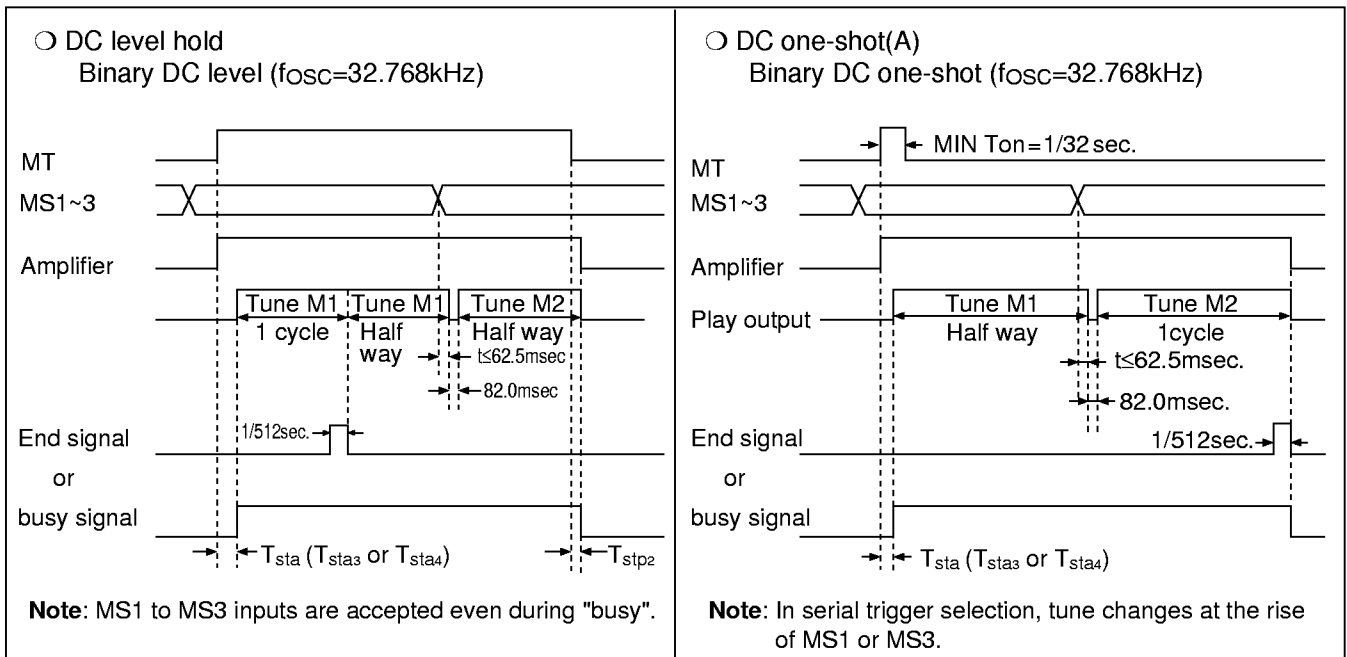 ❍ DC level hold
Binary DC level (fOSC=32.768kHz)
MT
MS1~3
Amplifier
Tune M1 Tune M1 Tune M2
1 cycle Half way Half way
t≤62.5msec
82.0msec
1/512sec.
End signal
or
busy signal
Tsta (Tsta3 or Tsta4) Tstp2
Note: MS1 to MS3 inputs are accepted even during "busy".
❍ DC one-shot(A)
Binary DC one-shot (fOSC=32.768kHz)
MIN Ton=1/32 sec.
MT
MS1~3
Amplifier
Tune M1 Tune M2
Play output
Half way 1cycle
t≤62.5msec.
82.0msec.
End signal
1/512sec.
or
busy signal
Tsta (Tsta3 or Tsta4)
Note: In serial trigger selection, tune changes at the rise
of MS1 or MS3.